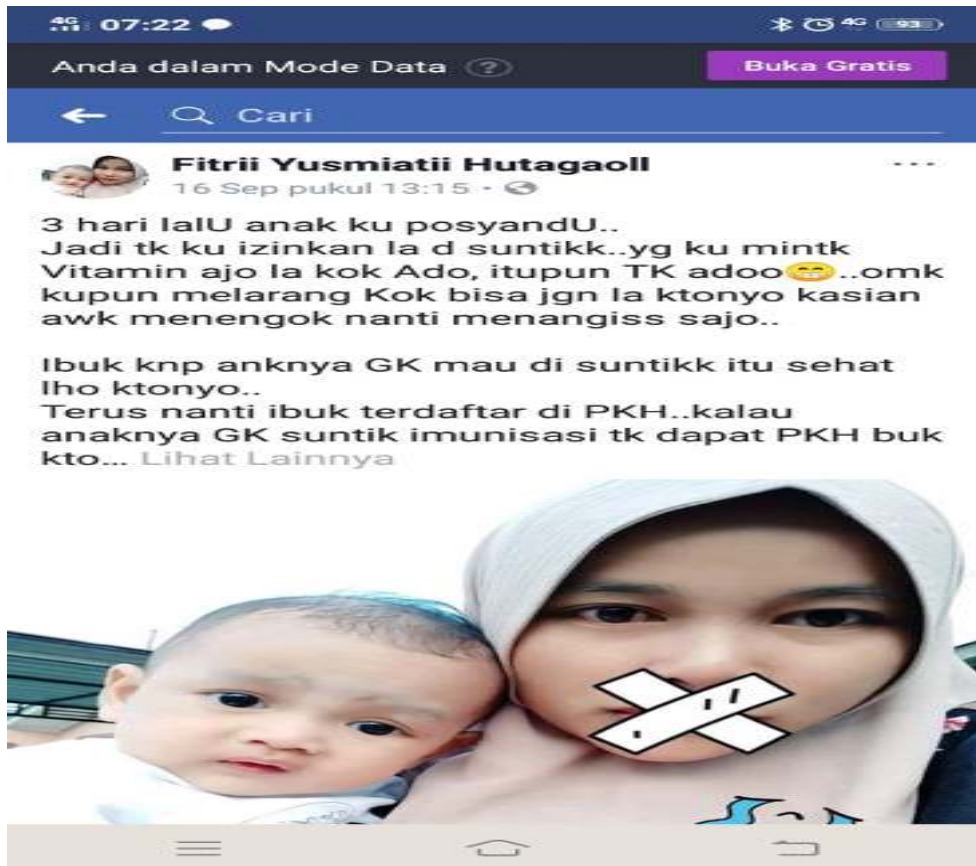 4G 07:22 4G 93
Anda dalam Mode Data ? Buka Gratis
Cari
Fitrii Yusmiatii Hutagaoll
16 Sep pukul 13:15 ·
3 hari lalU anak ku posyandU..
Jadi tk ku izinkan la d suntikk..yg ku mintk
Vitamin ajo la kok Ado, itupun TK adoo😁..omk
kupun melarang Kok bisa jgn la ktonyo kasian
awk menengok nanti menangiss sajo..
Ibuk knp anknya GK mau di suntikk itu sehat
lho ktonyo..
Terus nanti ibuk terdaftar di PKH..kalau
anaknya GK suntik imunisasi tk dapat PKH buk
kto... Lihat Lainnya